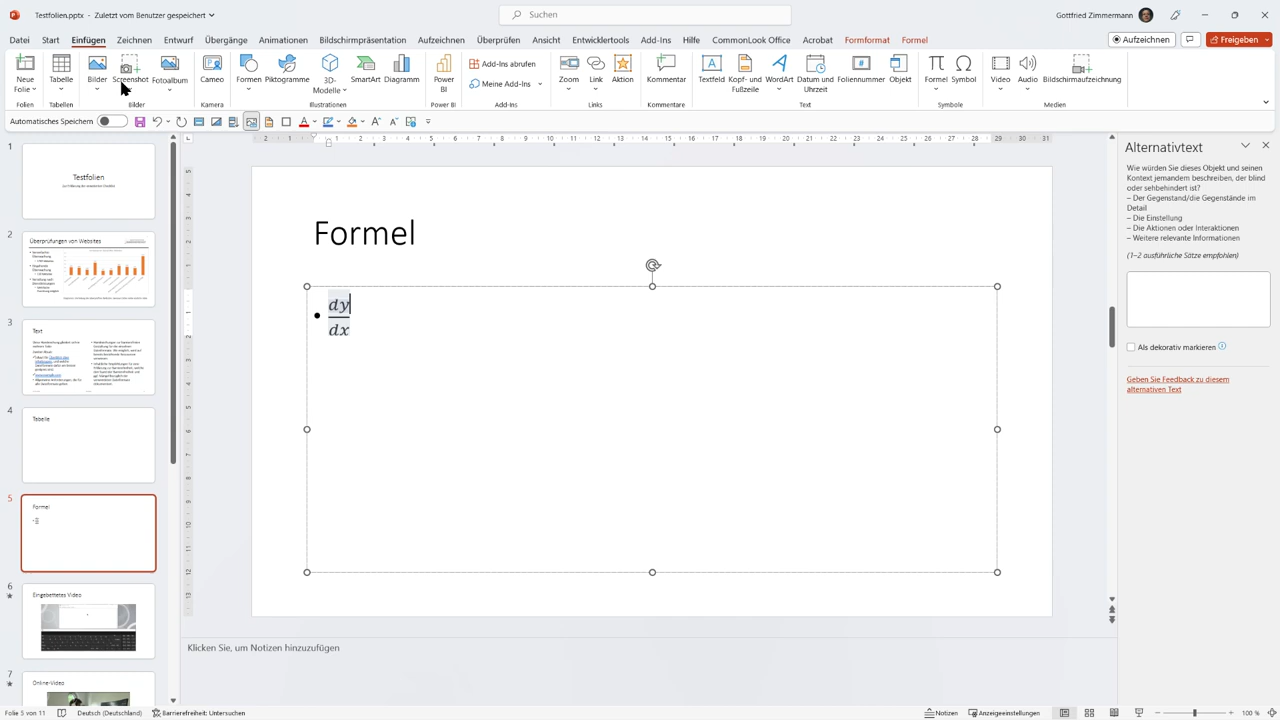 Testfolien.pptx - Zuletzt vom Benutzer gespeichert
Suchen
Gottfried Zimmermann
Datei Start Einfügen Zeichnen Entwurf Übergänge Animationen Bildschirmpräsentation Aufzeichnen Überprüfen Ansicht Entwicklertools Add-Ins Hilfe CommonLook Office Acrobat Formformat Formel
Aufzeichnen
Freigeben
Neue Folie
Tabelle
Bilder
Screenshot
Fotoalbum
Cameo
Formen
Piktogramme
3D-Modelle
SmartArt
Diagramm
Power BI
Add-Ins abrufen
Meine Add-Ins
Zoom
Link
Aktion
Kommentar
Textfeld
Kopf- und Fußzeile
WordArt
Datum und Uhrzeit
Foliennummer
Objekt
Formel
Symbol
Video
Audio
Bildschirmaufzeichnung
Folien
Tabellen
Bilder
Kamera
Illustrationen
Power BI
Add-Ins
Links
Kommentare
Text
Symbole
Medien
Automatisches Speichern
1
Testfolien
2
Überprüfungen von Websites
3
Text
4
Tabelle
5
Formel
6
Eingebettetes Video
7
Online-Video
Formel
• dy
dx
Klicken Sie, um Notizen hinzuzufügen
Alternativtext
Wie würden Sie dieses Objekt und seinen
Kontext jemandem beschreiben, der blind
oder sehbehindert ist?
– Der Gegenstand/die Gegenstände im
Detail
– Die Einstellung
– Die Aktionen oder Interaktionen
– Weitere relevante Informationen
(1–2 ausführliche Sätze empfohlen)
Als dekorativ markieren
Geben Sie Feedback zu diesem
alternativen Text
Folie 5 von 11
Deutsch (Deutschland)
Barrierefreiheit: Untersuchen
Notizen
Anzeigeeinstellungen
100 %